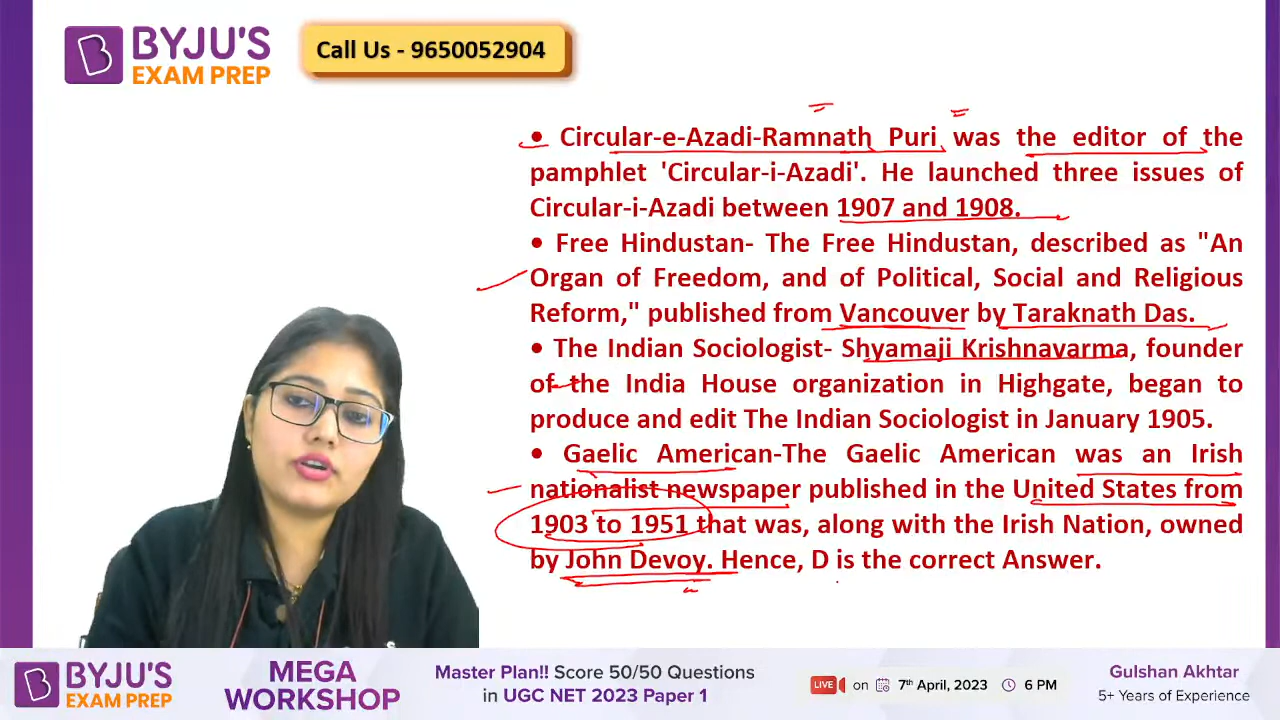 BYJU'S
EXAM PREP
Call Us - 9650052904
• Circular-e-Azadi-Ramnath Puri was the editor of the
pamphlet 'Circular-i-Azadi'. He launched three issues of
Circular-i-Azadi between 1907 and 1908.
• Free Hindustan- The Free Hindustan, described as "An
Organ of Freedom, and of Political, Social and Religious
Reform," published from Vancouver by Taraknath Das.
• The Indian Sociologist- Shyamaji Krishnavarma, founder
of the India House organization in Highgate, began to
produce and edit The Indian Sociologist in January 1905.
• Gaelic American-The Gaelic American was an Irish
nationalist newspaper published in the United States from
1903 to 1951 that was, along with the Irish Nation, owned
by John Devoy. Hence, D is the correct Answer.
BYJU'S
EXAM PREP
MEGA
WORKSHOP
Master Plan!! Score 50/50 Questions
in UGC NET 2023 Paper 1
LIVE on 7th April, 2023 6 PM
Gulshan Akhtar
5+ Years of Experience